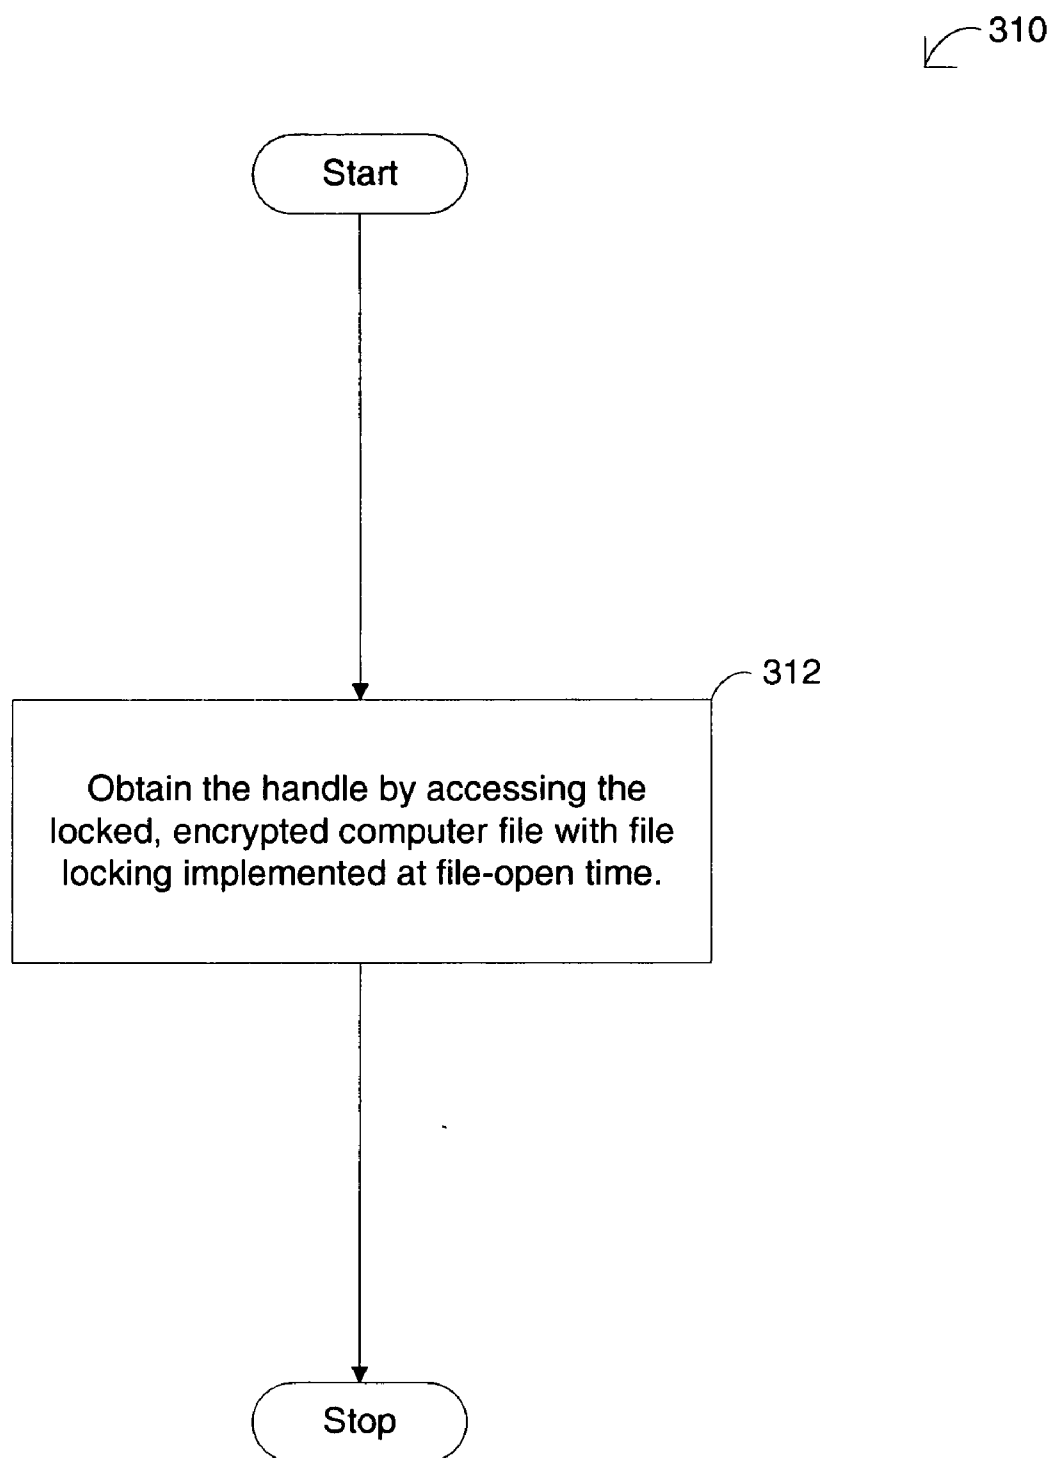 310
Start
312
Obtain the handle by accessing the
locked, encrypted computer file with file
locking implemented at file-open time.
Stop